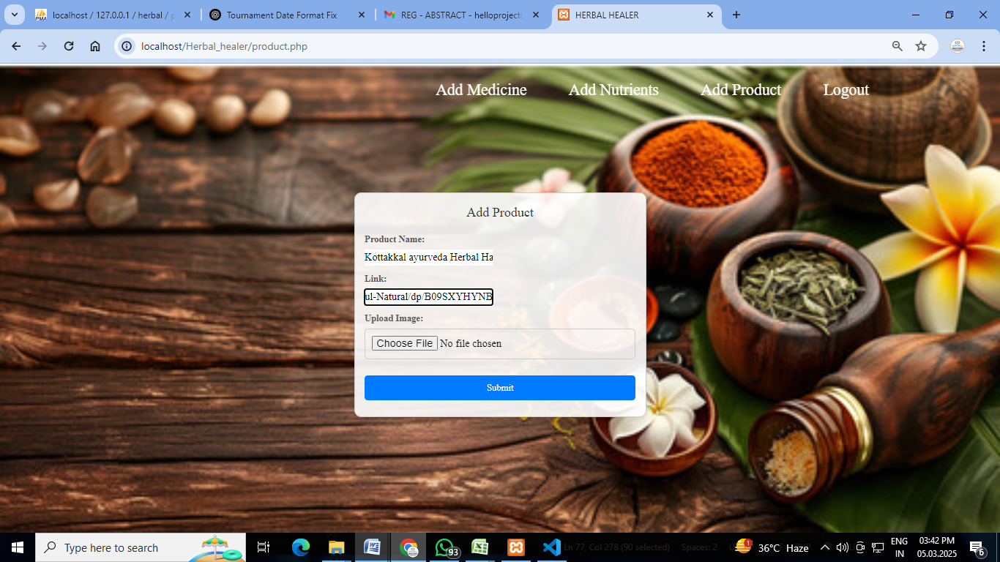 localhost / 127.0.0.1 / herbal / p
Tournament Date Format Fix
REG - ABSTRACT - helloprojecto
HERBAL HEALER
localhost/Herbal_healer/product.php
Add Medicine Add Nutrients Add Product Logout
Add Product
Product Name:
Kottakkal ayurveda Herbal Ha
Link:
ul-Natural/dp/B09SXYHYNB
Upload Image:
Choose File No file chosen
Submit
Type here to search
93
Ln 77, Col 278 (90 selected) Spaces: 2
1
36°C Haze
ENG
IN
03:42 PM
05.03.2025
6